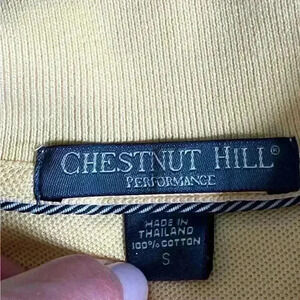 CHESTNUT HILL®
PERFORMANCE
MADE IN
THAILAND
100% COTTON
S